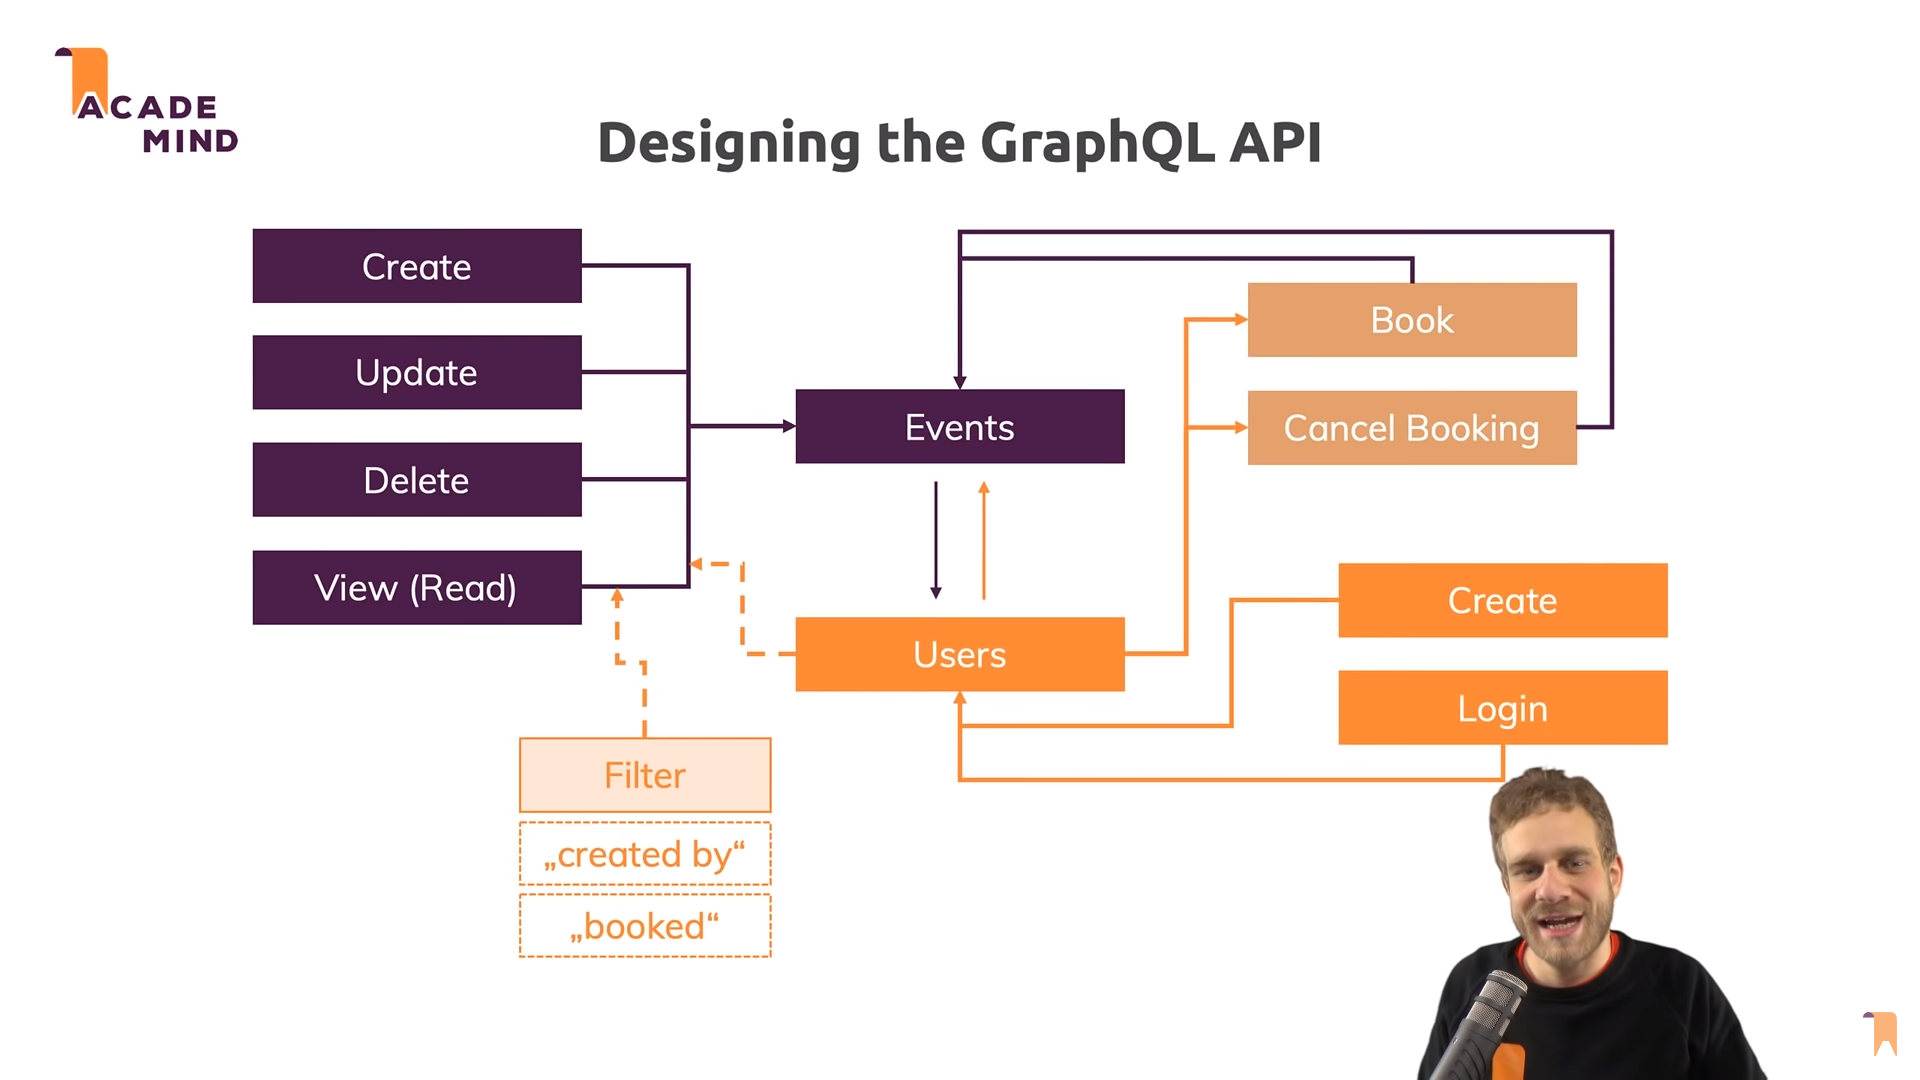 ACADE
MIND
Designing the GraphQL API
Create
Update
Delete
View (Read)
Events
Users
Book
Cancel Booking
Create
Login
Filter
„created by“
„booked“